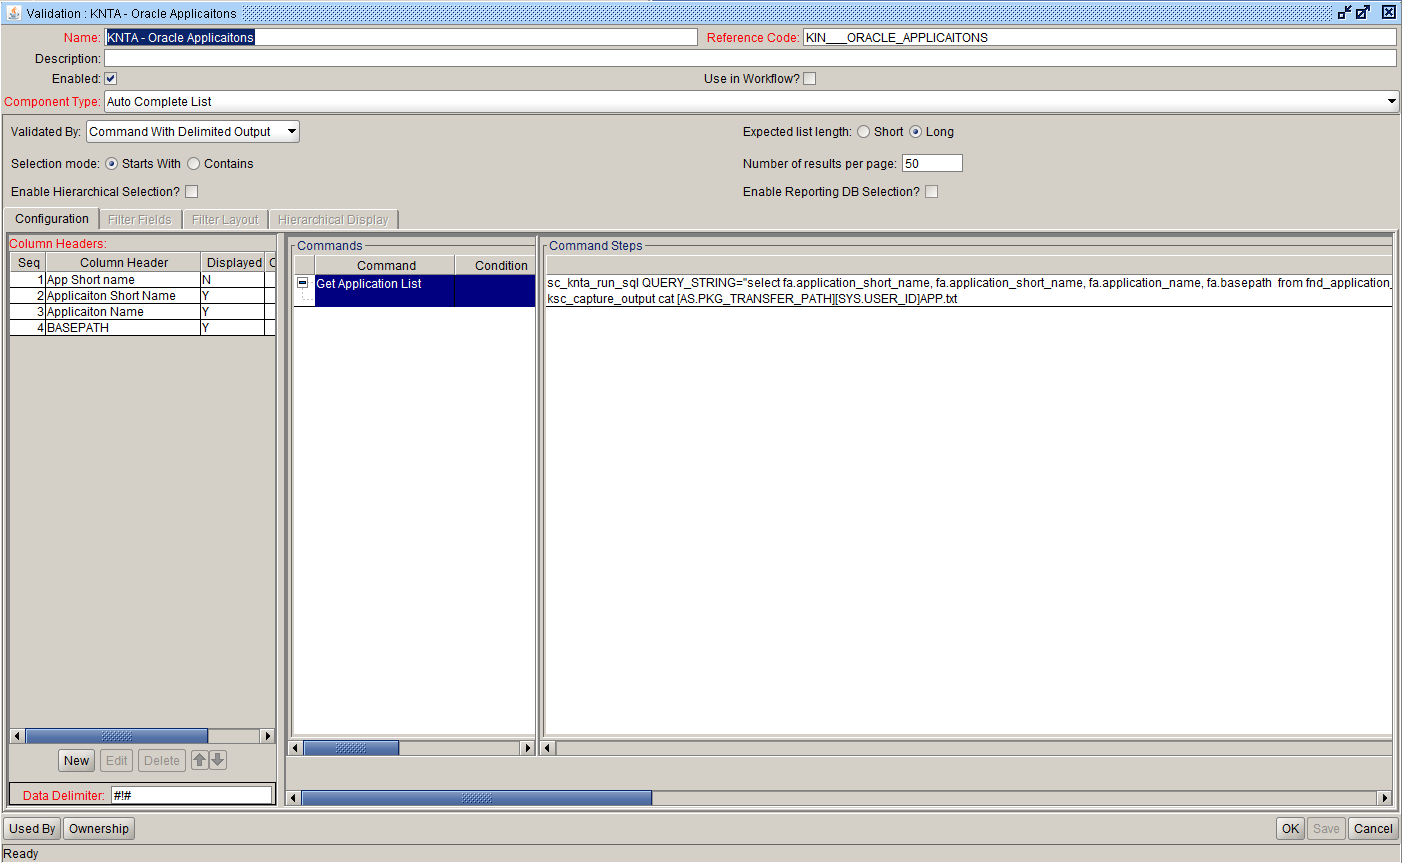 Validation : KNTA - Oracle Applicaitons
Name: KNTA - Oracle Applicaitons Reference Code: KIN___ORACLE_APPLICAITONS
Description:
Enabled: Use in Workflow?
Component Type: Auto Complete List
Validated By: Command With Delimited Output Expected list length: Short Long
Selection mode: Starts With Contains Number of results per page: 50
Enable Hierarchical Selection? Enable Reporting DB Selection?
Configuration Filter Fields Filter Layout Hierarchical Display
Column Headers:
Seq Column Header Displayed C
1 App Short name N
2 Applicaiton Short Name Y
3 Applicaiton Name Y
4 BASEPATH Y
New Edit Delete
Data Delimiter: #!#
Commands
Command Condition
Get Application List
Command Steps
sc_knta_run_sql QUERY_STRING="select fa.application_short_name, fa.application_short_name, fa.application_name, fa.basepath from fnd_application_
ksc_capture_output cat [AS.PKG_TRANSFER_PATH][SYS.USER_ID]APP.txt
Used By Ownership OK Save Cancel
Ready